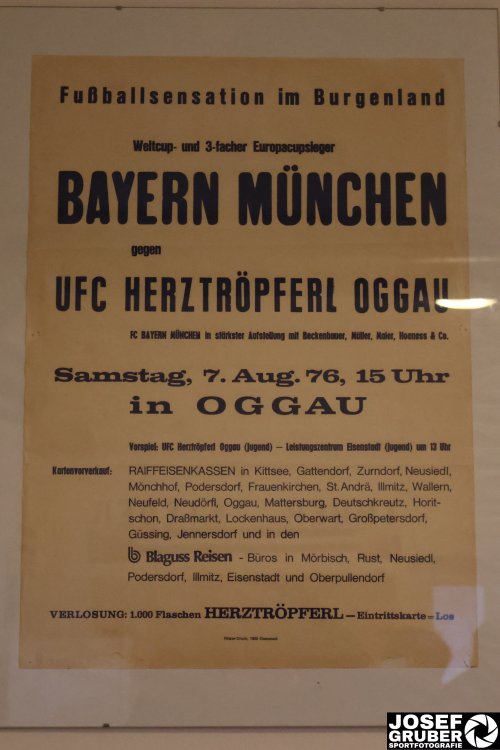 Fußballsensation im Burgenland
Weltcup- und 3-facher Europacupsieger
BAYERN MÜNCHEN
gegen
UFC HERZTRÖPFERL OGGAU
FC BAYERN MÜNCHEN in stärkster Aufstellung mit Beckenbauer, Müller, Maier, Hoeness & Co.
Samstag, 7. Aug. 76, 15 Uhr
in OGGAU
Vorspiel: UFC Herztröpferl Oggau (Jugend) — Leistungszentrum Eisenstadt (Jugend) um 13 Uhr
Kartenvorverkauf: RAIFFEISENKASSEN in Kittsee, Gattendorf, Zurndorf, Neusiedl,
Mönchhof, Podersdorf, Frauenkirchen, St. Andrä, Illmitz, Wallern,
Neufeld, Neudörfl, Oggau, Mattersburg, Deutschkreutz, Horit-
schon, Draßmarkt, Lockenhaus, Oberwart, Großpetersdorf,
Güssing, Jennersdorf und in den
b Blaguss Reisen - Büros in Mörbisch, Rust, Neusiedl,
Podersdorf, Illmitz, Eisenstadt und Oberpullendorf
VERLOSUNG: 1.000 Flaschen HERZTRÖPFERL — Eintrittskarte = Los
JOSEF
GRUBER
SPORTFOTOGRAFIE